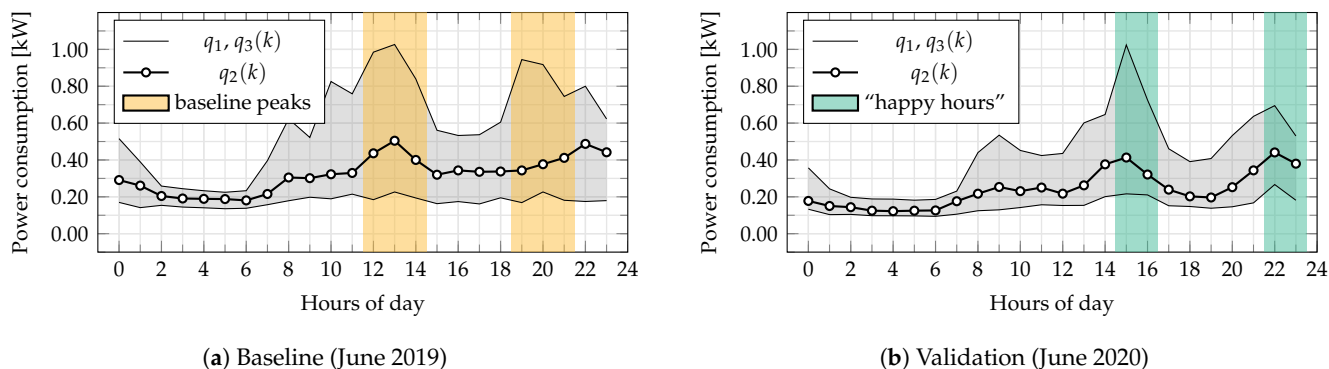 Power consumption [kW]
1.00
0.80
0.60
0.40
0.20
0.00
q₁, q₃(k)
q₂(k)
baseline peaks
0 2 4 6 8 10 12 14 16 18 20 22 24
Hours of day
(a) Baseline (June 2019)
Power consumption [kW]
1.00
0.80
0.60
0.40
0.20
0.00
q₁, q₃(k)
q₂(k)
“happy hours”
0 2 4 6 8 10 12 14 16 18 20 22 24
Hours of day
(b) Validation (June 2020)